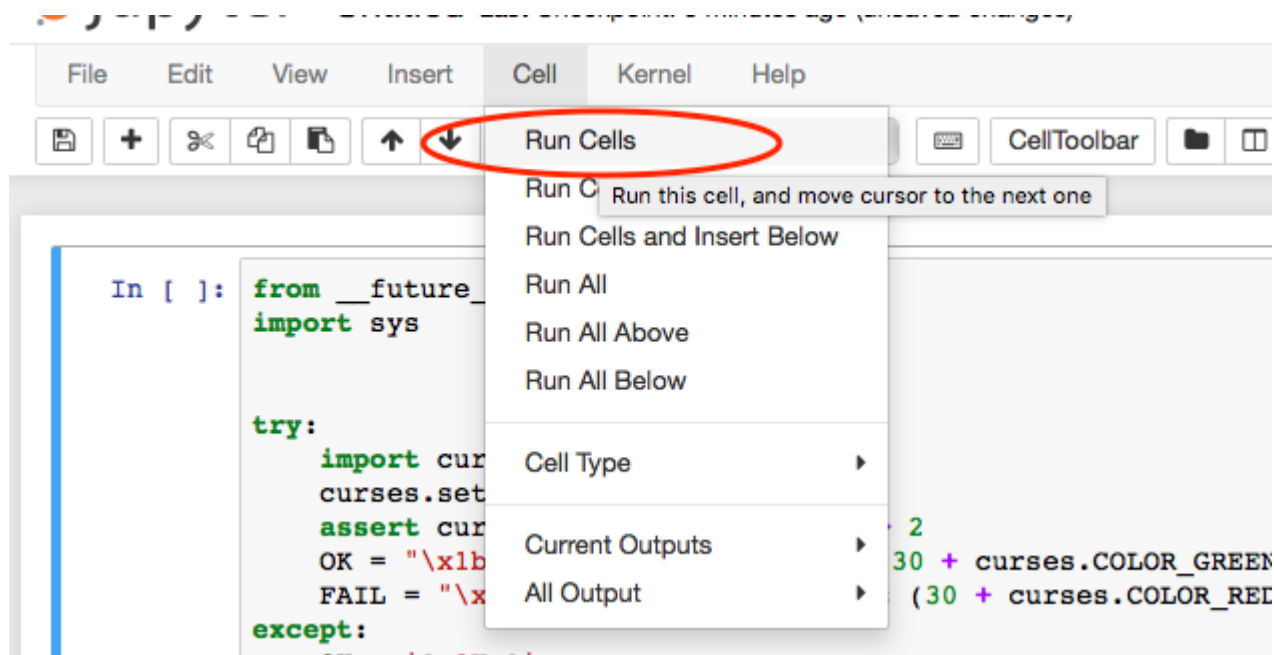 File Edit View Insert Cell Kernel Help
CellToolbar
Run Cells
Run C
Run this cell, and move cursor to the next one
Run Cells and Insert Below
Run All
Run All Above
Run All Below
Cell Type
Current Outputs
All Output
In [ ]: from __future_
import sys
try:
import cur
curses.set
assert cur 2
OK = "\x1b 30 + curses.COLOR_GREEN
FAIL = "\x (30 + curses.COLOR_RED
except: